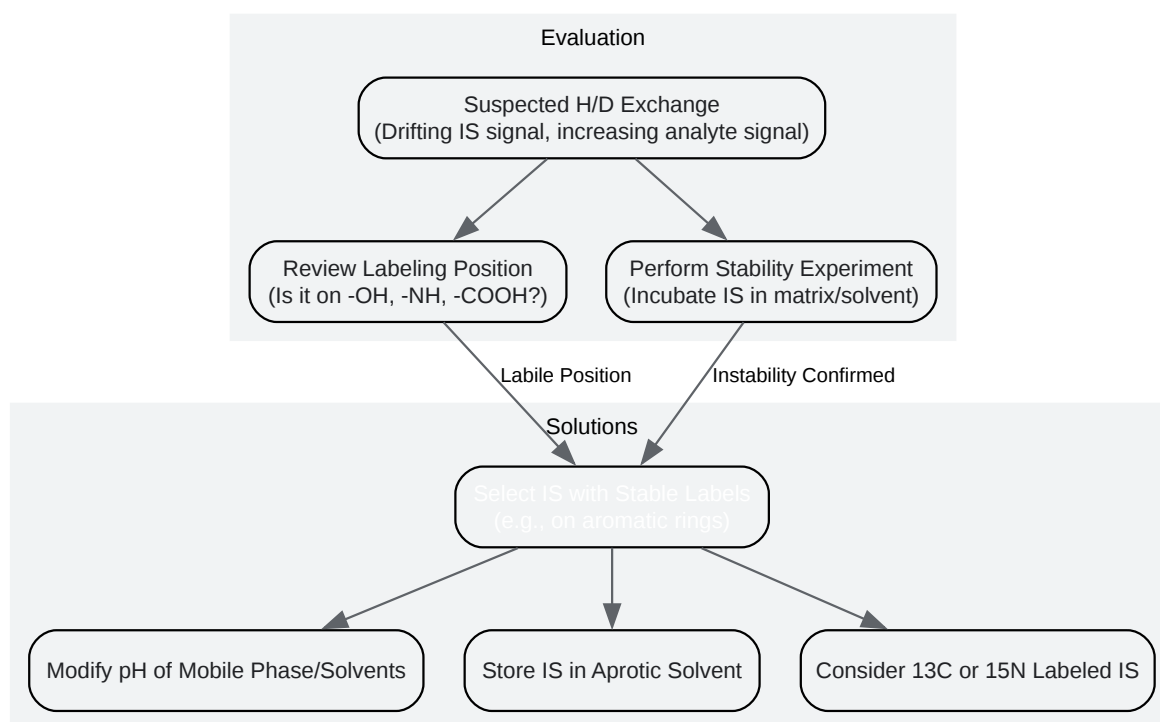 Evaluation
Suspected H/D Exchange
(Drifting IS signal, increasing analyte signal)
Review Labeling Position
(Is it on -OH, -NH, -COOH?)
Perform Stability Experiment
(Incubate IS in matrix/solvent)
Labile Position
Instability Confirmed
Solutions
Select IS with Stable Labels
(e.g., on aromatic rings)
Modify pH of Mobile Phase/Solvents
Store IS in Aprotic Solvent
Consider 13C or 15N Labeled IS